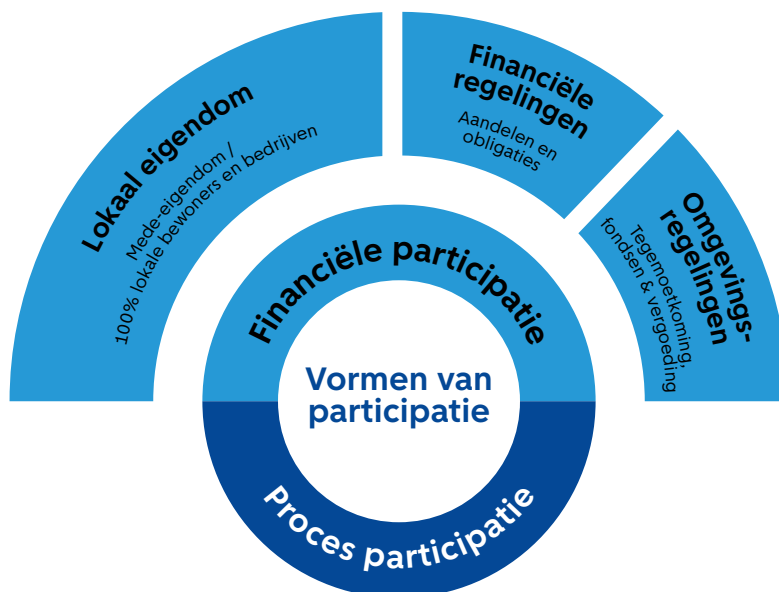 Lokaal eigendom
Mede-eigendom /
100% lokale bewoners en bedrijven
Financiële
regelingen
Aandelen en
obligaties
Omgevings-
regelingen
Tegemoetkoming,
fondsen & vergoeding
Financiële participatie
Vormen van
participatie
Proces participatie